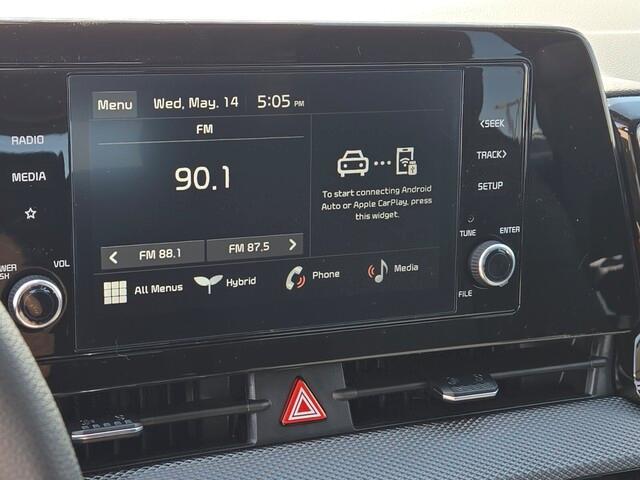 Menu Wed, May. 14 5:05 PM
FM
90.1
To start connecting Android
Auto or Apple CarPlay, press
this widget.
< FM 88.1 FM 87.5 >
All Menus Hybrid Phone Media
RADIO
MEDIA
VOL
<SEEK
TRACK>
SETUP
TUNE ENTER
FILE